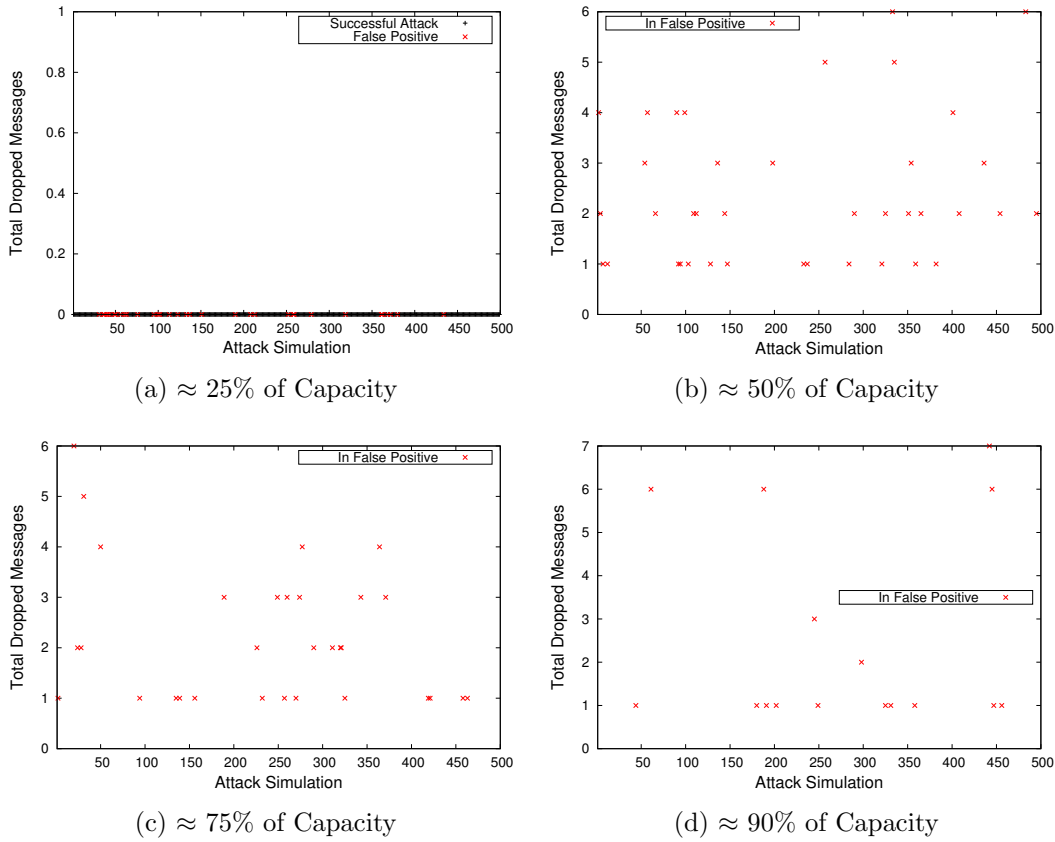 Successful Attack
False Positive
Total Dropped Messages
1
0.8
0.6
0.4
0.2
0
50 100 150 200 250 300 350 400 450 500
Attack Simulation
(a) ≈ 25% of Capacity
In False Positive
Total Dropped Messages
6
5
4
3
2
1
0
50 100 150 200 250 300 350 400 450 500
Attack Simulation
(b) ≈ 50% of Capacity
In False Positive
Total Dropped Messages
6
5
4
3
2
1
0
50 100 150 200 250 300 350 400 450 500
Attack Simulation
(c) ≈ 75% of Capacity
In False Positive
Total Dropped Messages
7
6
5
4
3
2
1
0
50 100 150 200 250 300 350 400 450 500
Attack Simulation
(d) ≈ 90% of Capacity